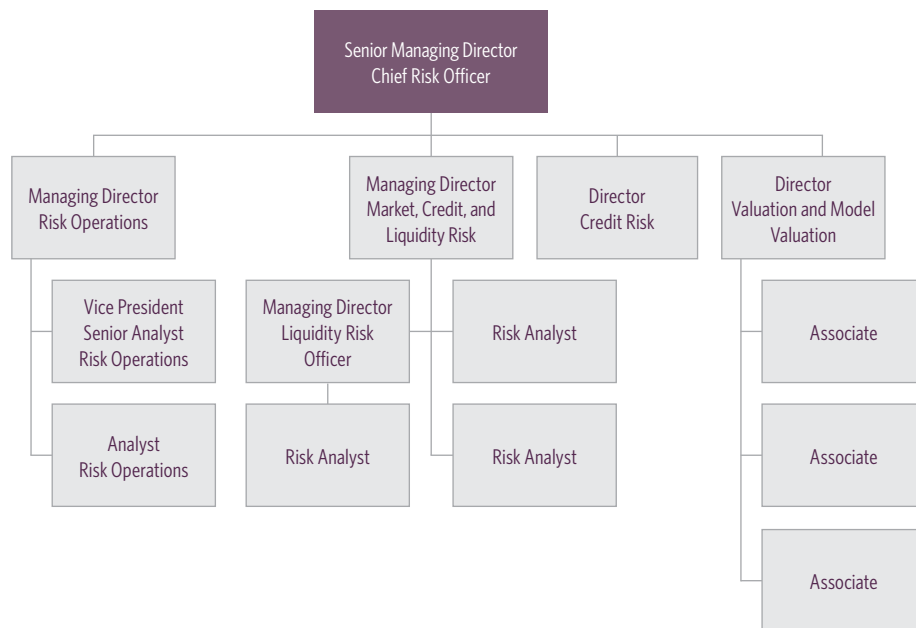 Senior Managing Director
Chief Risk Officer
Managing Director
Risk Operations
Managing Director
Market, Credit, and
Liquidity Risk
Director
Credit Risk
Director
Valuation and Model
Valuation
Vice President
Senior Analyst
Risk Operations
Managing Director
Liquidity Risk
Officer
Risk Analyst
Associate
Analyst
Risk Operations
Risk Analyst
Risk Analyst
Associate
Associate